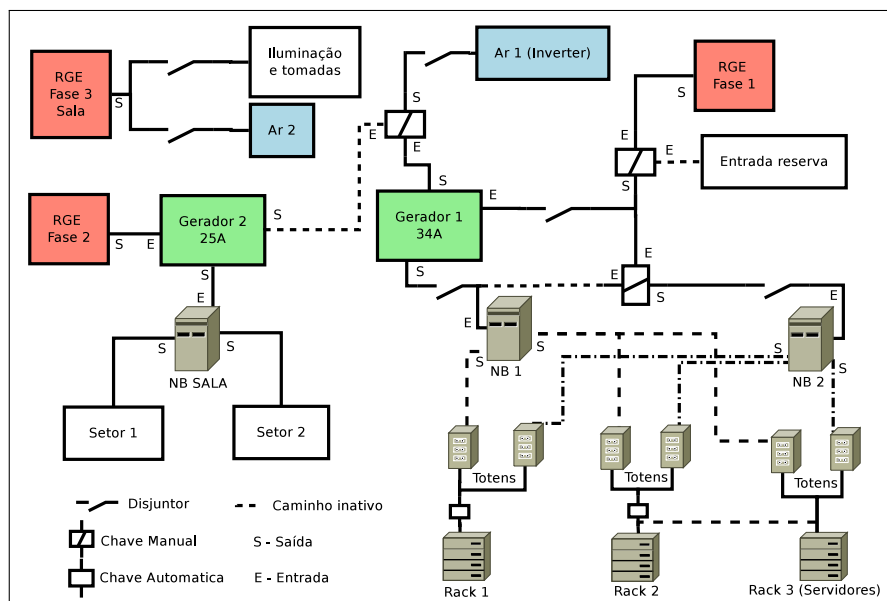 RGE
Fase 3
Sala
S
Iluminação
e tomadas
Ar 2
Ar 1 (Inverter)
S
E
E
S
RGE
Fase 1
S
E
E
S
Entrada reserva
RGE
Fase 2
S
E
Gerador 2
25A
S
S
E
Gerador 1
34A
E
S
E
E
S
E
E
NB SALA
S
S
NB 1
S
S
NB 2
S
S
Setor 1
Setor 2
Totens
Totens
Totens
Rack 1
Rack 2
Rack 3 (Servidores)
Disjuntor
Caminho inativo
Chave Manual
S - Saída
Chave Automatica
E - Entrada